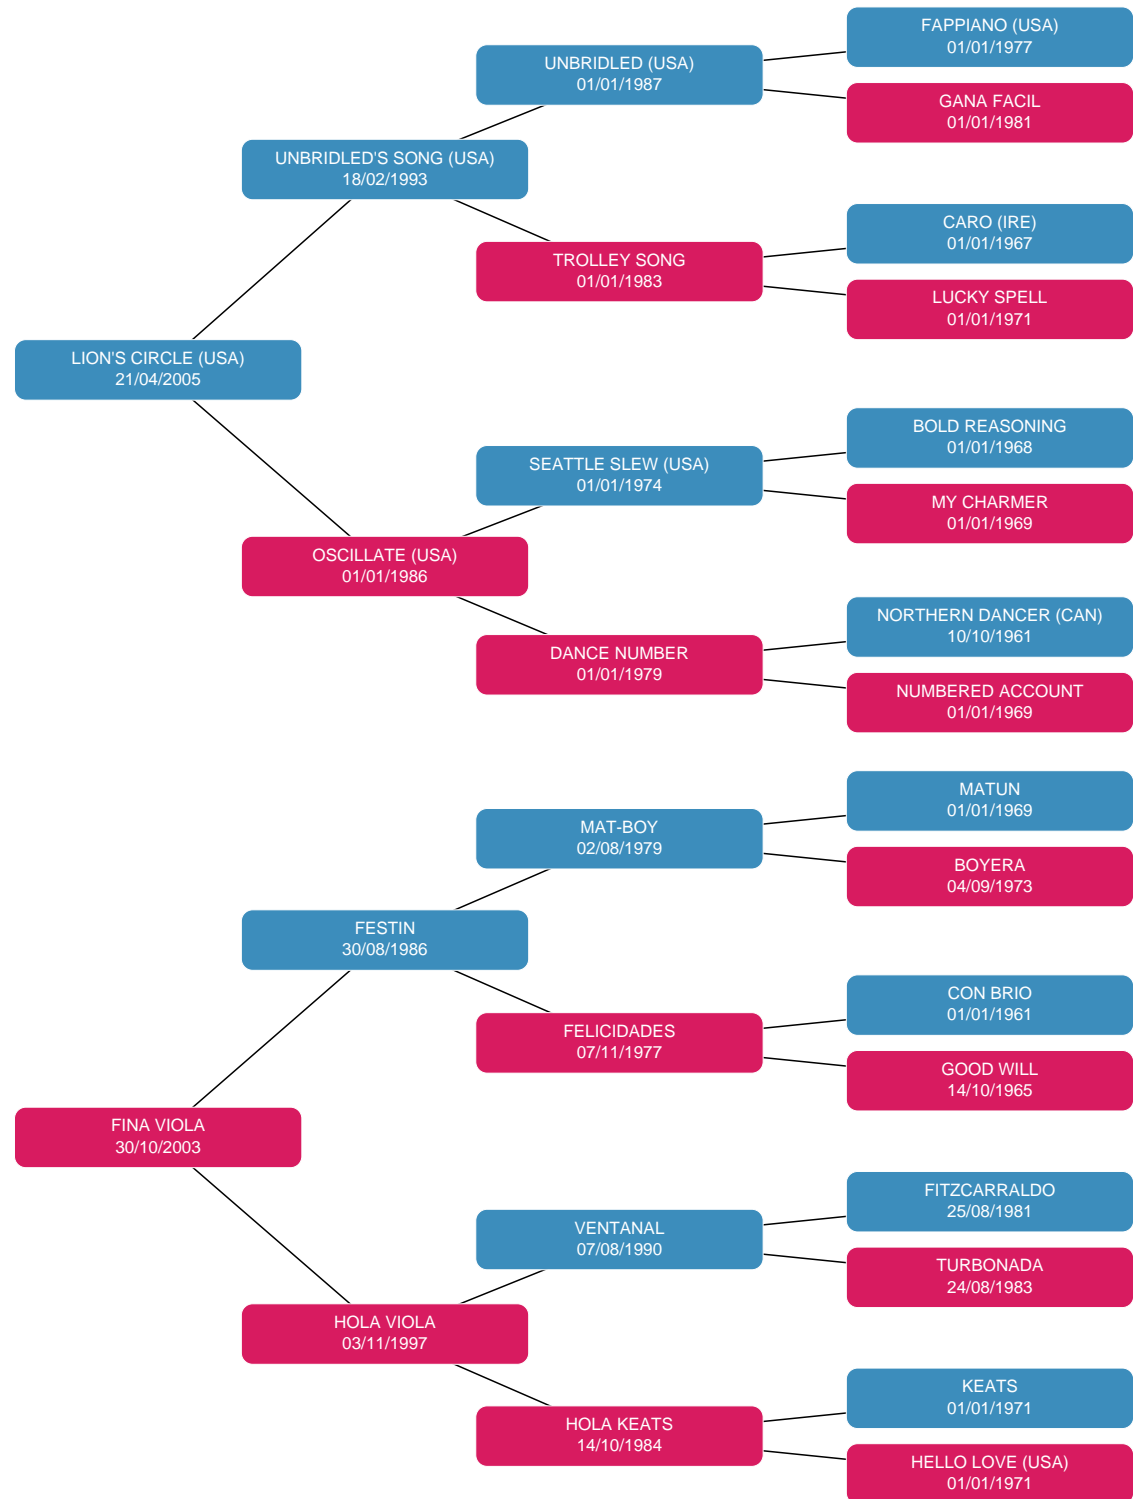 FAPPIANO (USA)
01/01/1977
UNBRIDLED (USA)
01/01/1987
GANA FACIL
01/01/1981
UNBRIDLED'S SONG (USA)
18/02/1993
CARO (IRE)
01/01/1967
TROLLEY SONG
01/01/1983
LUCKY SPELL
01/01/1971
LION'S CIRCLE (USA)
21/04/2005
BOLD REASONING
01/01/1968
SEATTLE SLEW (USA)
01/01/1974
MY CHARMER
01/01/1969
OSCILLATE (USA)
01/01/1986
NORTHERN DANCER (CAN)
10/10/1961
DANCE NUMBER
01/01/1979
NUMBERED ACCOUNT
01/01/1969
MATUN
01/01/1969
MAT-BOY
02/08/1979
BOYERA
04/09/1973
FESTIN
30/08/1986
CON BRIO
01/01/1961
FELICIDADES
07/11/1977
GOOD WILL
14/10/1965
FINA VIOLA
30/10/2003
FITZCARRALDO
25/08/1981
VENTANAL
07/08/1990
TURBONADA
24/08/1983
HOLA VIOLA
03/11/1997
KEATS
01/01/1971
HOLA KEATS
14/10/1984
HELLO LOVE (USA)
01/01/1971